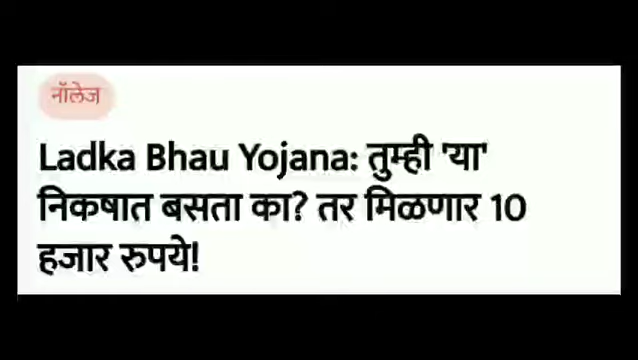 नॉलेज
Ladka Bhau Yojana: तुम्ही 'या'
निकषात बसता का? तर मिळणार 10
हजार रुपये!